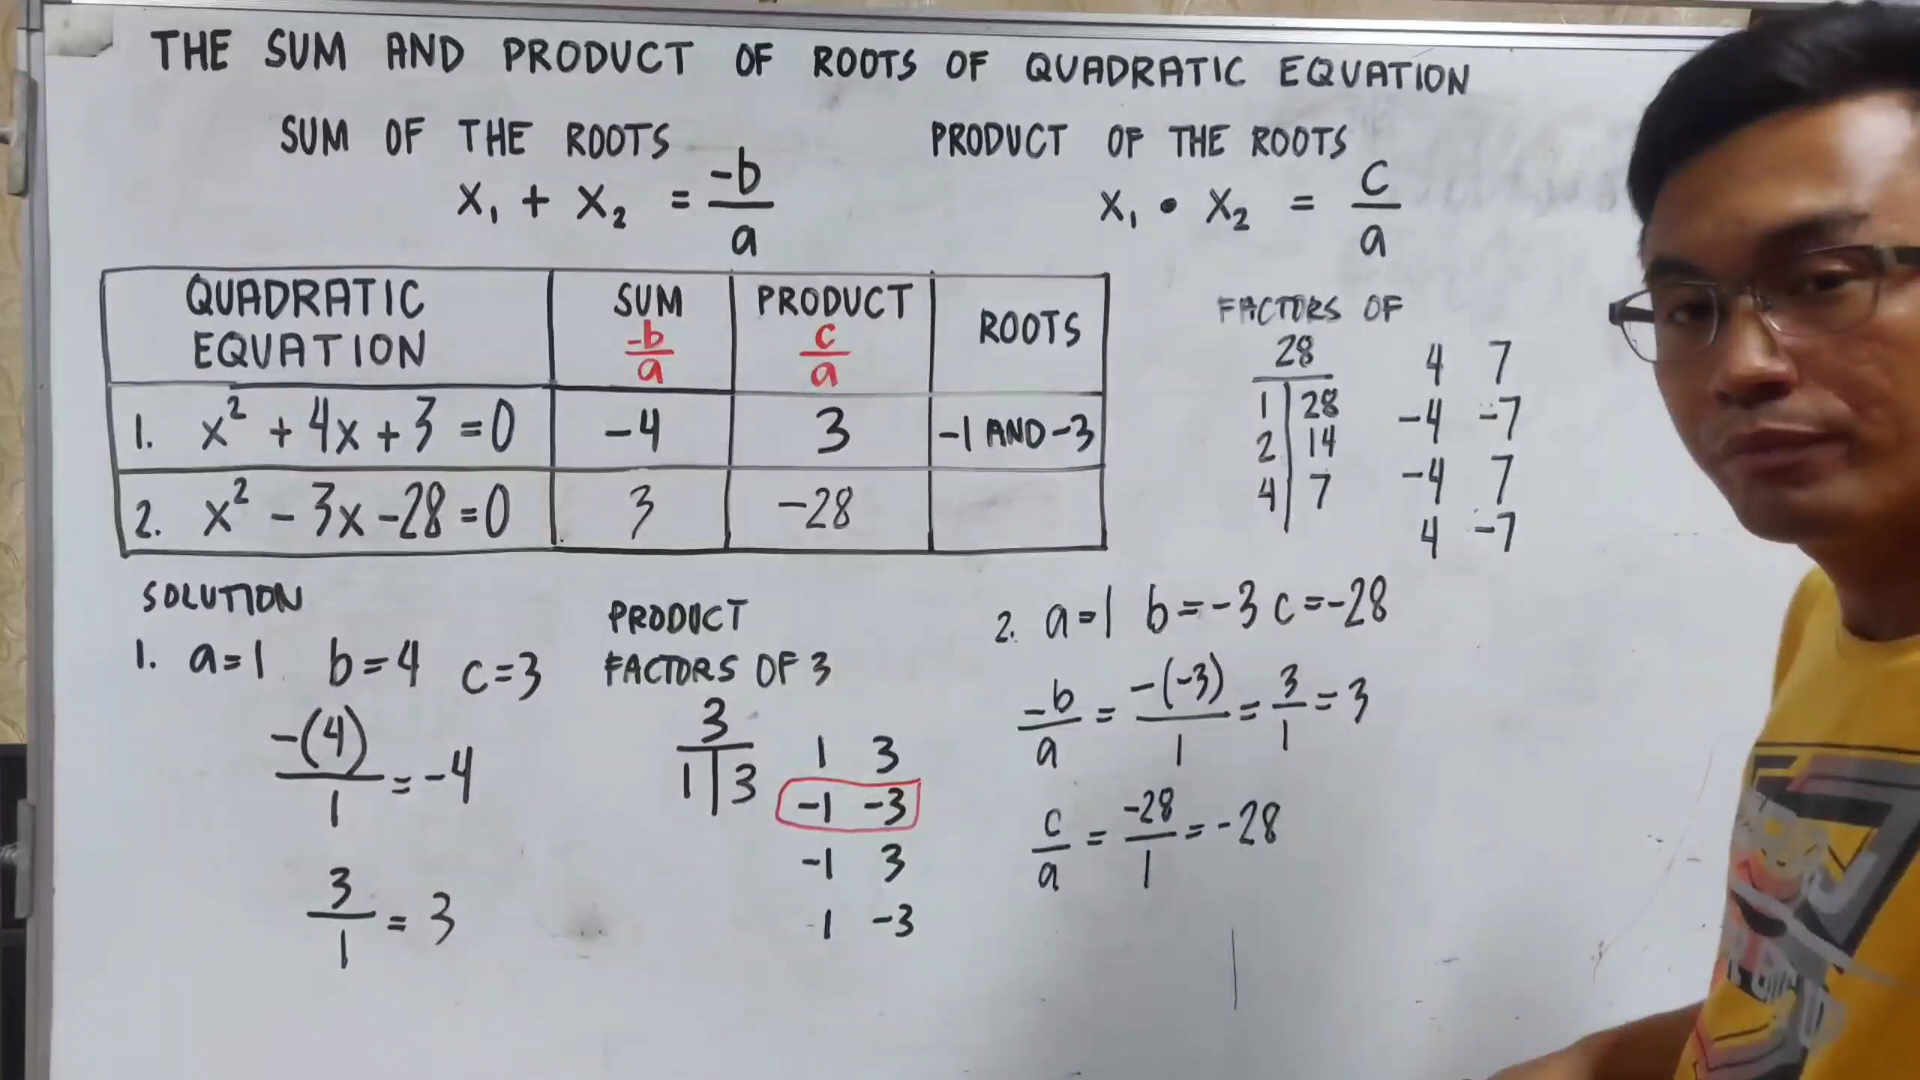 THE SUM AND PRODUCT OF ROOTS OF QUADRATIC EQUATION
SUM OF THE ROOTS
x₁ + x₂ = -b/a
PRODUCT OF THE ROOTS
x₁ • x₂ = c/a
QUADRATIC EQUATION
SUM -b/a
PRODUCT c/a
ROOTS
1. x² + 4x + 3 = 0
-4
3
-1 AND -3
2. x² - 3x - 28 = 0
3
-28
FACTORS OF
28
1 | 28
2 | 14
4 | 7
4 7
-4 -7
-4 7
4 -7
SOLUTION
1. a=1 b=4 c=3
-(4)/1 = -4
3/1 = 3
PRODUCT
FACTORS OF 3
3
1 | 3
1 3
-1 -3
-1 3
1 -3
2. a=1 b=-3 c=-28
-b/a = -(-3)/1 = 3/1 = 3
c/a = -28/1 = -28